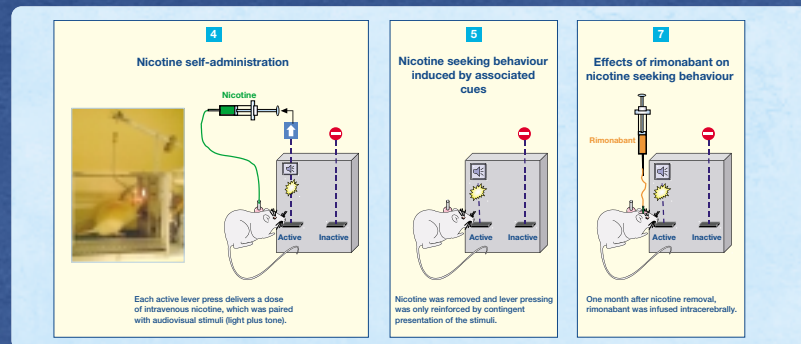 4
Nicotine self-administration
Nicotine
Active
Inactive
Each active lever press delivers a dose
of intravenous nicotine, which was paired
with audiovisual stimuli (light plus tone).
5
Nicotine seeking behaviour
induced by associated
cues
Active
Inactive
Nicotine was removed and lever pressing
was only reinforced by contingent
presentation of the stimuli.
7
Effects of rimonabant on
nicotine seeking behaviour
Rimonabant
Active
Inactive
One month after nicotine removal,
rimonabant was infused intracerebrally.